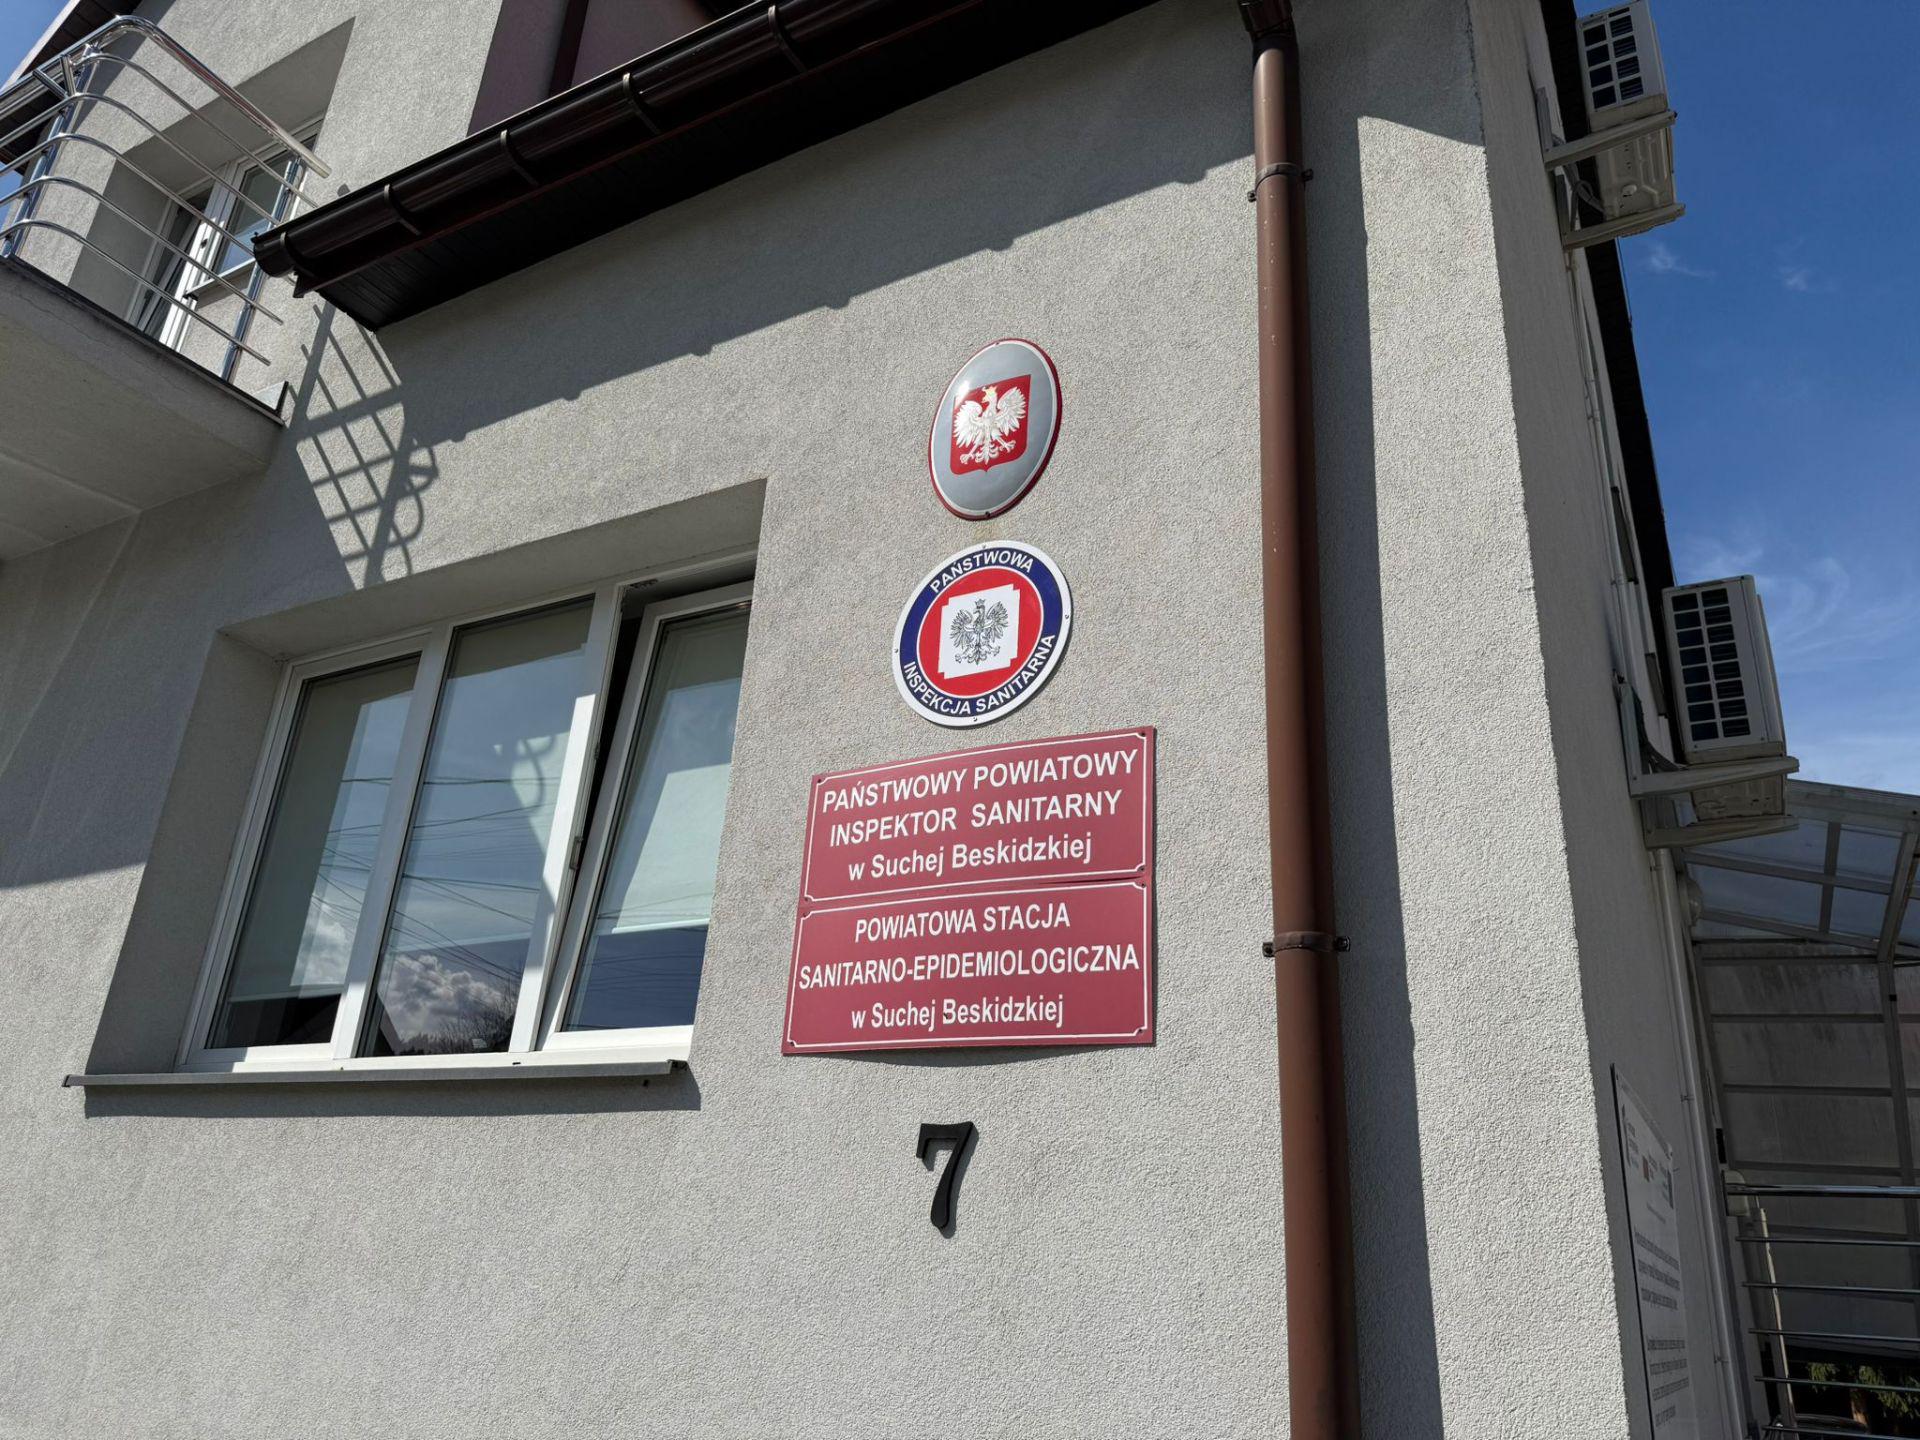 PAŃSTWOWA
INSPEKCJA SANITARNA
PAŃSTWOWY POWIATOWY
INSPEKTOR SANITARNY
w Suchej Beskidzkiej
POWIATOWA STACJA
SANITARNO-EPIDEMIOLOGICZNA
w Suchej Beskidzkiej
7